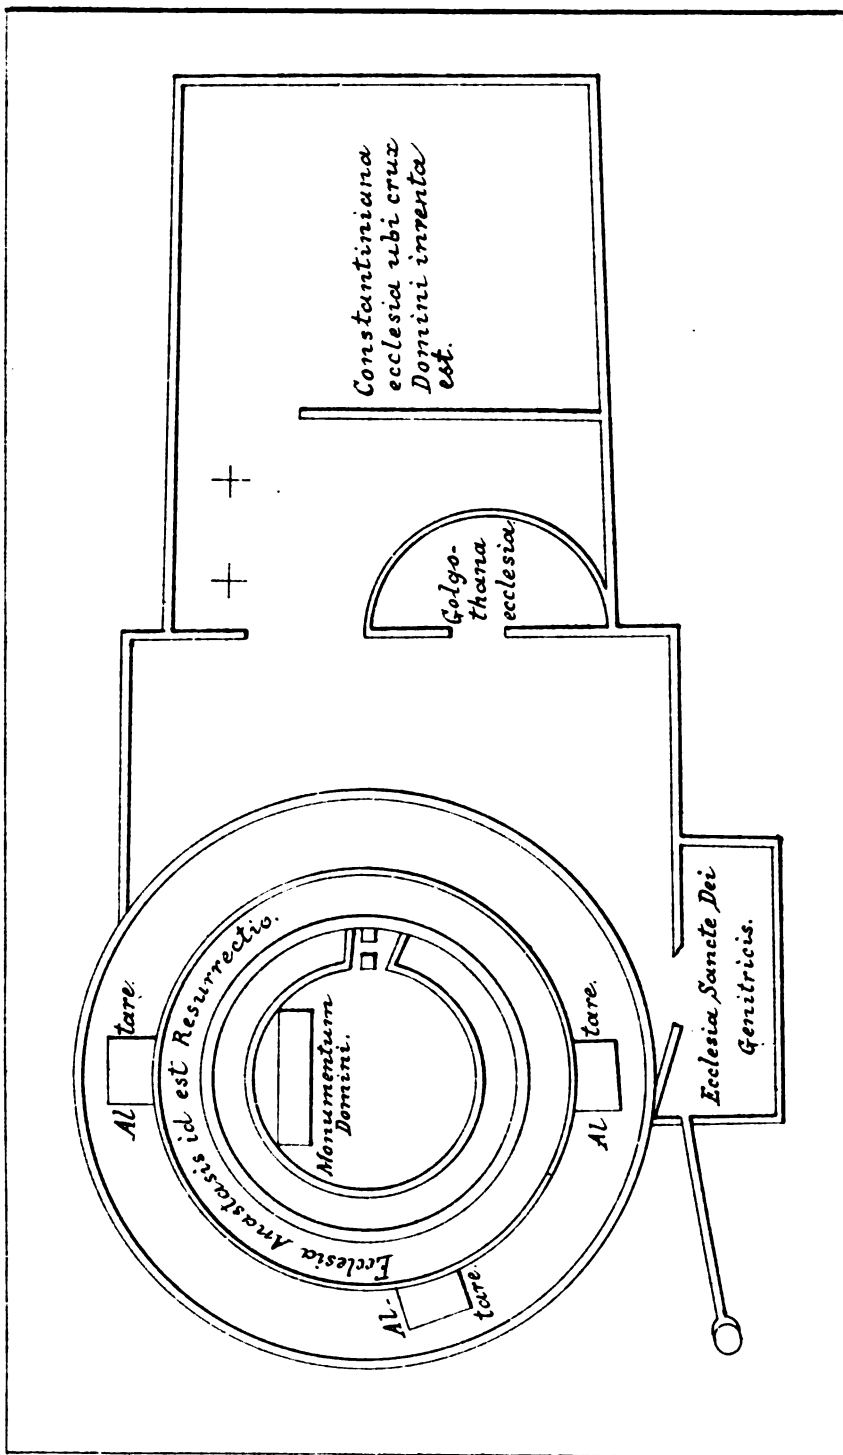 Constantiniana
ecclesia ubi crux
Domini inventa
est.
Golgo-
thana
ecclesia.
Ecclesia Anastasis id est Resurrectio.
Monumentum
Domini.
Al tare.
Al- tare.
Al tare.
Ecclesia Sancte Dei
Genitricis.